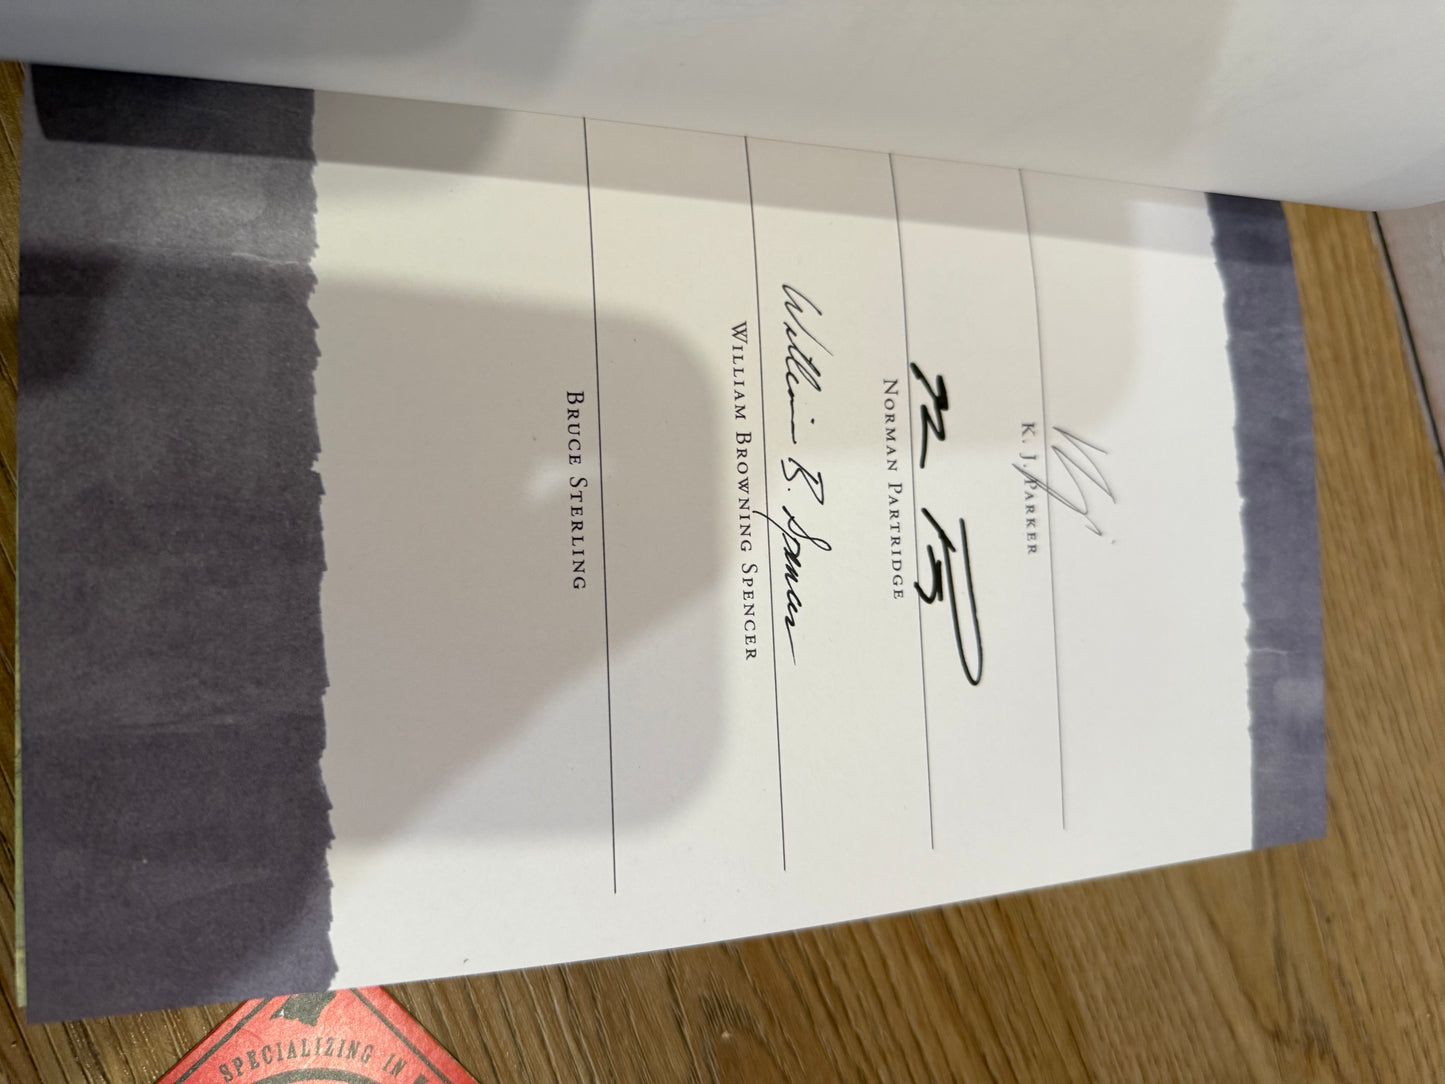 K. J. Parker
Norman Partridge
William B. Spencer
William Browning Spencer
Bruce Sterling
SPECIALIZING IN